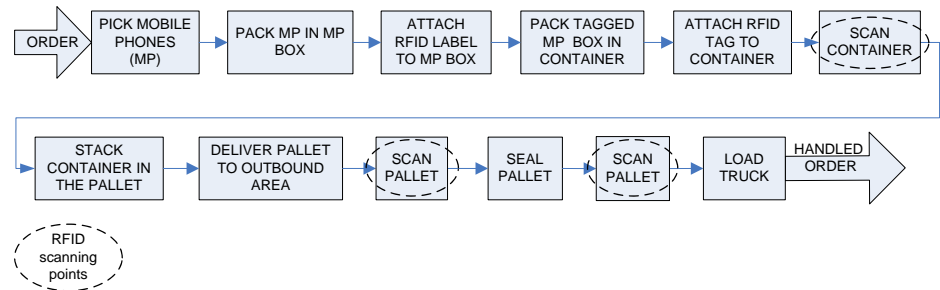 ORDER
PICK MOBILE
PHONES
(MP)
PACK MP IN MP
BOX
ATTACH
RFID LABEL
TO MP BOX
PACK TAGGED
MP BOX IN
CONTAINER
ATTACH RFID
TAG TO
CONTAINER
SCAN
CONTAINER
STACK
CONTAINER IN
THE PALLET
DELIVER PALLET
TO OUTBOUND
AREA
SCAN
PALLET
SEAL
PALLET
SCAN
PALLET
LOAD
TRUCK
HANDLED
ORDER
RFID
scanning
points